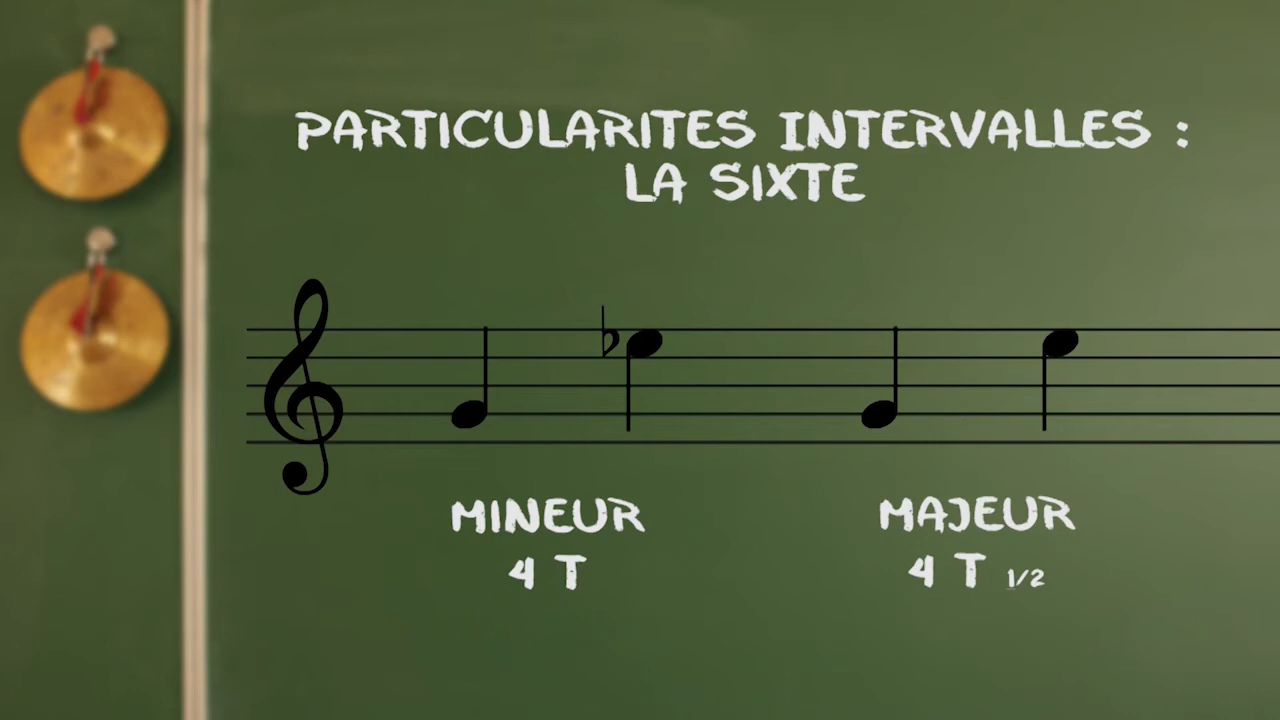 PARTICULARITES INTERVALLES :
LA SIXTE
MINEUR
MAJEUR
4 T
4 T 1/2